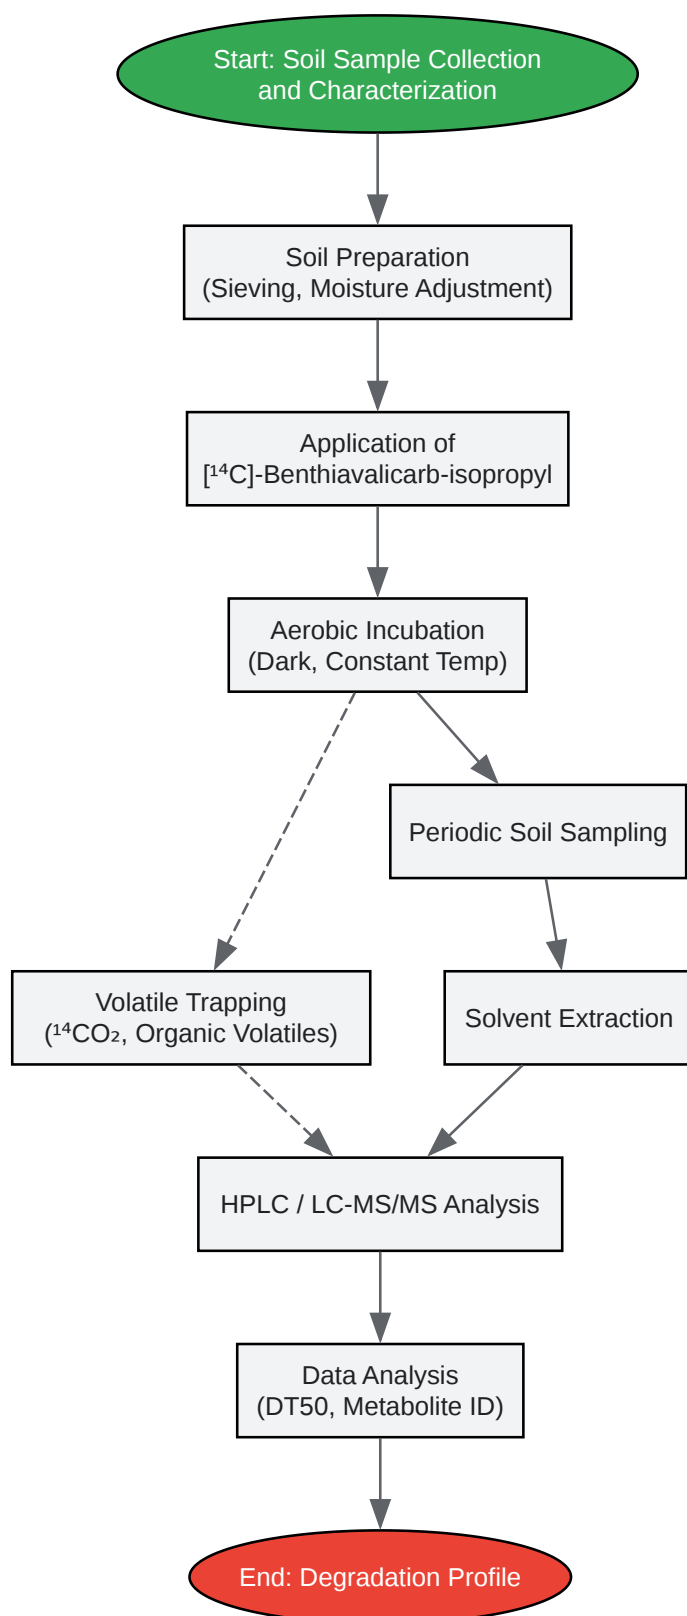 Start: Soil Sample Collection
and Characterization
Soil Preparation
(Sieving, Moisture Adjustment)
Application of
[¹⁴C]-Benthiavalicarb-isopropyl
Aerobic Incubation
(Dark, Constant Temp)
Periodic Soil Sampling
Volatile Trapping
(¹⁴CO₂, Organic Volatiles)
Solvent Extraction
HPLC / LC-MS/MS Analysis
Data Analysis
(DT50, Metabolite ID)
End: Degradation Profile